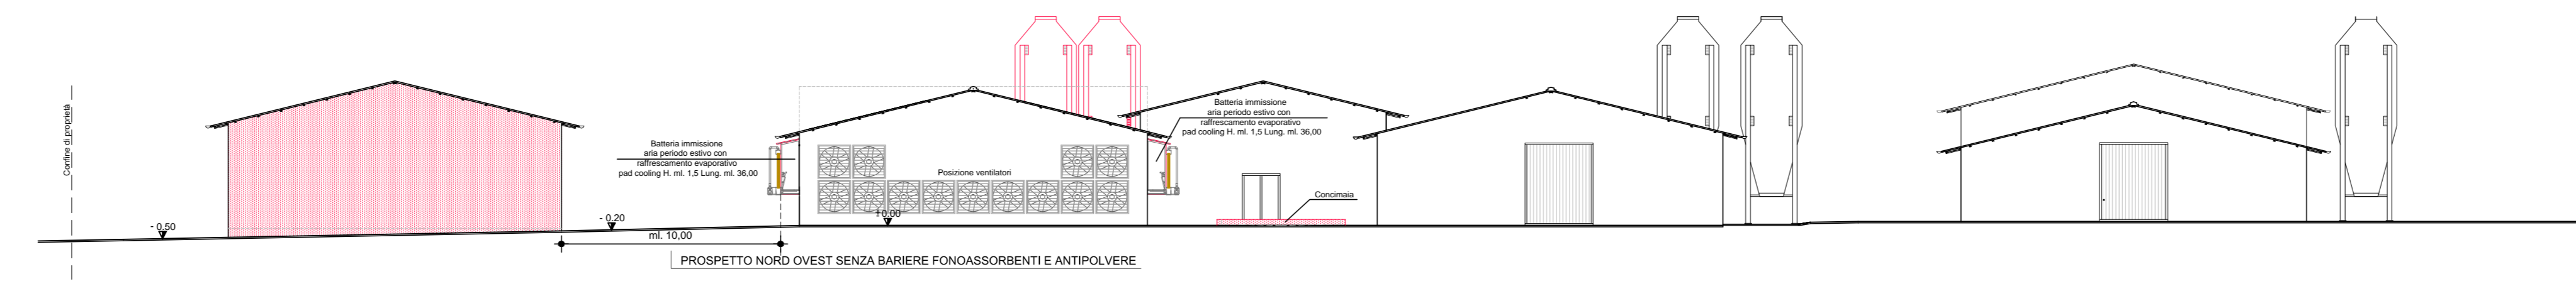 Confine di proprietà
- 0.50
- 0.20
ml. 10,00
Batteria immissione
aria periodo estivo con
raffrescamento evaporativo
pad cooling H. ml. 1,5 Lung. ml. 36,00
Posizione ventilatori
±0.00
Batteria immissione
aria periodo estivo con
raffrescamento evaporativo
pad cooling H. ml. 1,5 Lung. ml. 36,00
Concimaia
PROSPETTO NORD OVEST SENZA BARIERE FONOASSORBENTI E ANTIPOLVERE